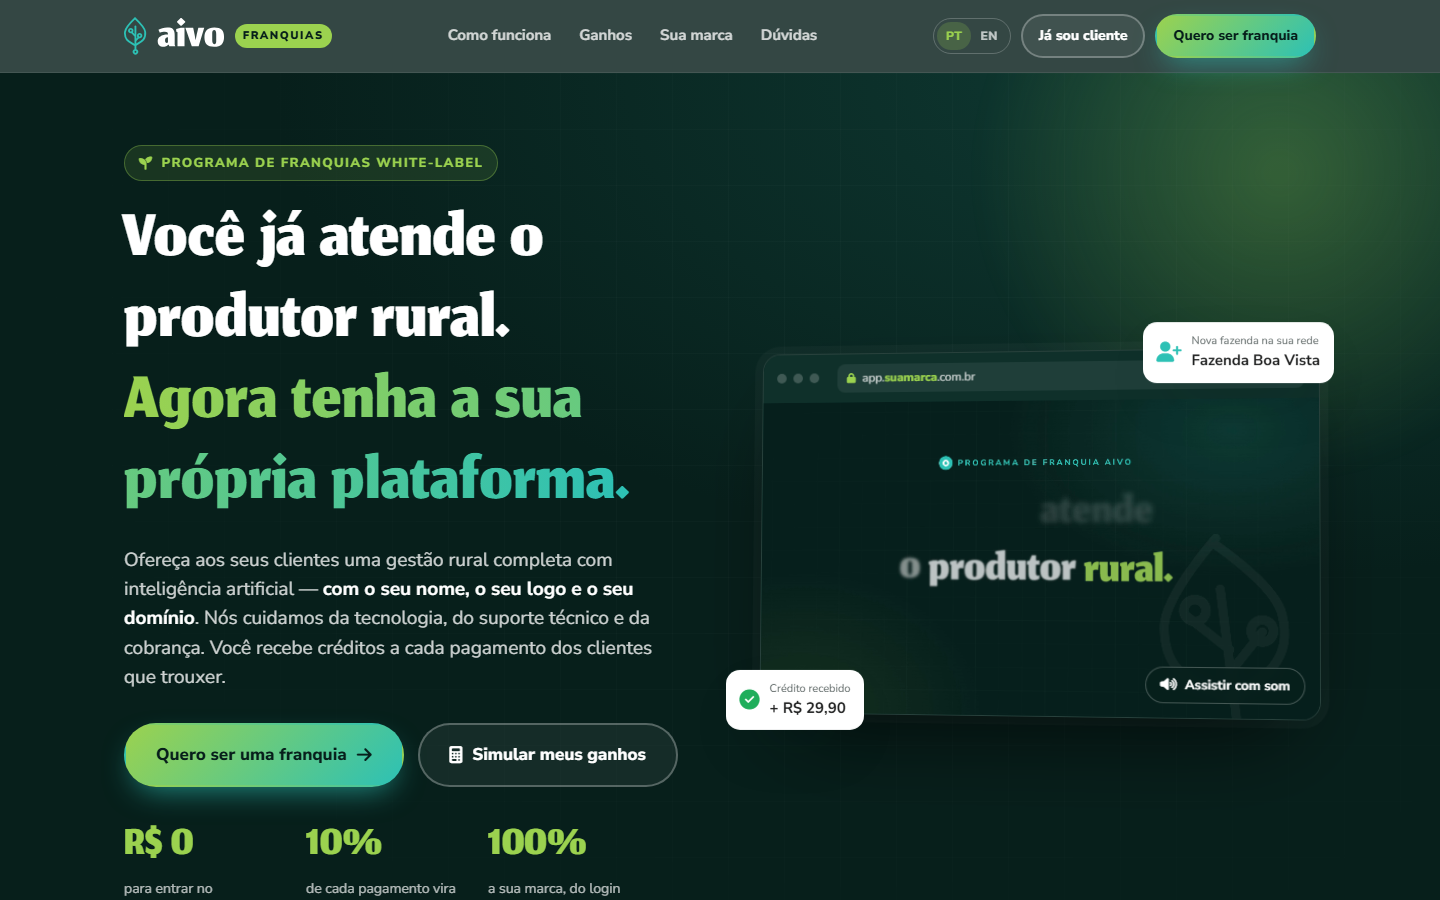 aivo FRANQUIAS
Como funciona Ganhos Sua marca Dúvidas
PT EN
Já sou cliente
Quero ser franquia
PROGRAMA DE FRANQUIAS WHITE-LABEL
Você já atende o
produtor rural.
Agora tenha a sua
própria plataforma.
Ofereça aos seus clientes uma gestão rural completa com
inteligência artificial — com o seu nome, o seu logo e o seu
domínio. Nós cuidamos da tecnologia, do suporte técnico e da
cobrança. Você recebe créditos a cada pagamento dos clientes
que trouxer.
Quero ser uma franquia →
Simular meus ganhos
R$ 0
para entrar no
10%
de cada pagamento vira
100%
a sua marca, do login
Nova fazenda na sua rede
Fazenda Boa Vista
app.suamarca.com.br
PROGRAMA DE FRANQUIA AIVO
atende
o produtor rural.
Assistir com som
Crédito recebido
+ R$ 29,90